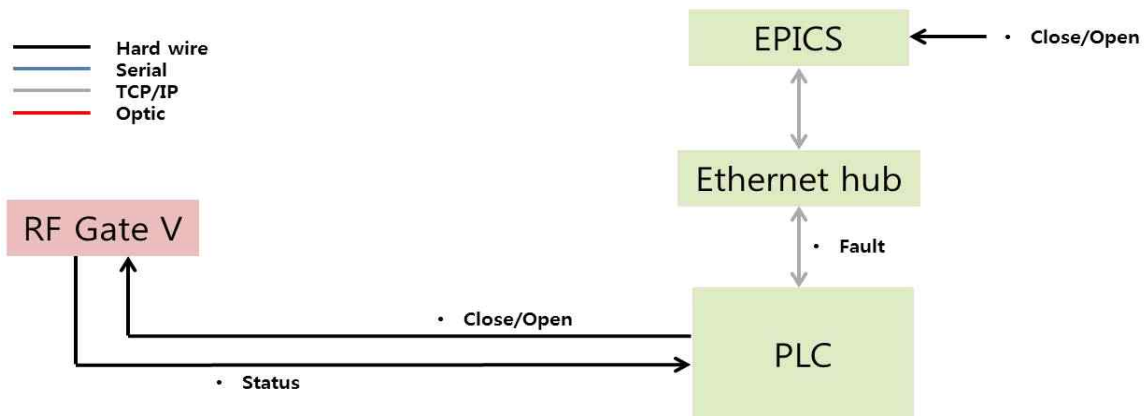 Hard wire
Serial
TCP/IP
Optic
EPICS
• Close/Open
Ethernet hub
RF Gate V
• Fault
• Close/Open
PLC
• Status